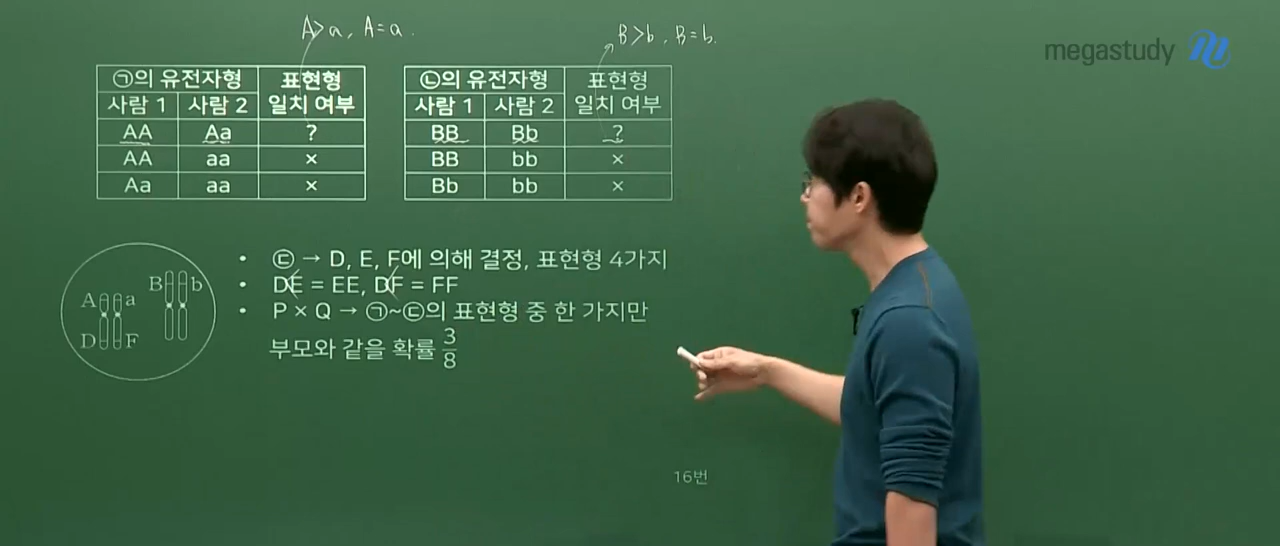 A>a, A=a.
B>b, B=b.
megastudy
㉠의 유전자형 표현형 일치 여부
사람 1 사람 2
AA Aa ?
AA aa ×
Aa aa ×
㉡의 유전자형 표현형 일치 여부
사람 1 사람 2
BB Bb ?
BB bb ×
Bb bb ×
A a B b
D F
• ㉢ → D, E, F에 의해 결정, 표현형 4가지
• DE = EE, DF = FF
• P × Q → ㉠~㉢의 표현형 중 한 가지만
부모와 같을 확률 3/8
16번